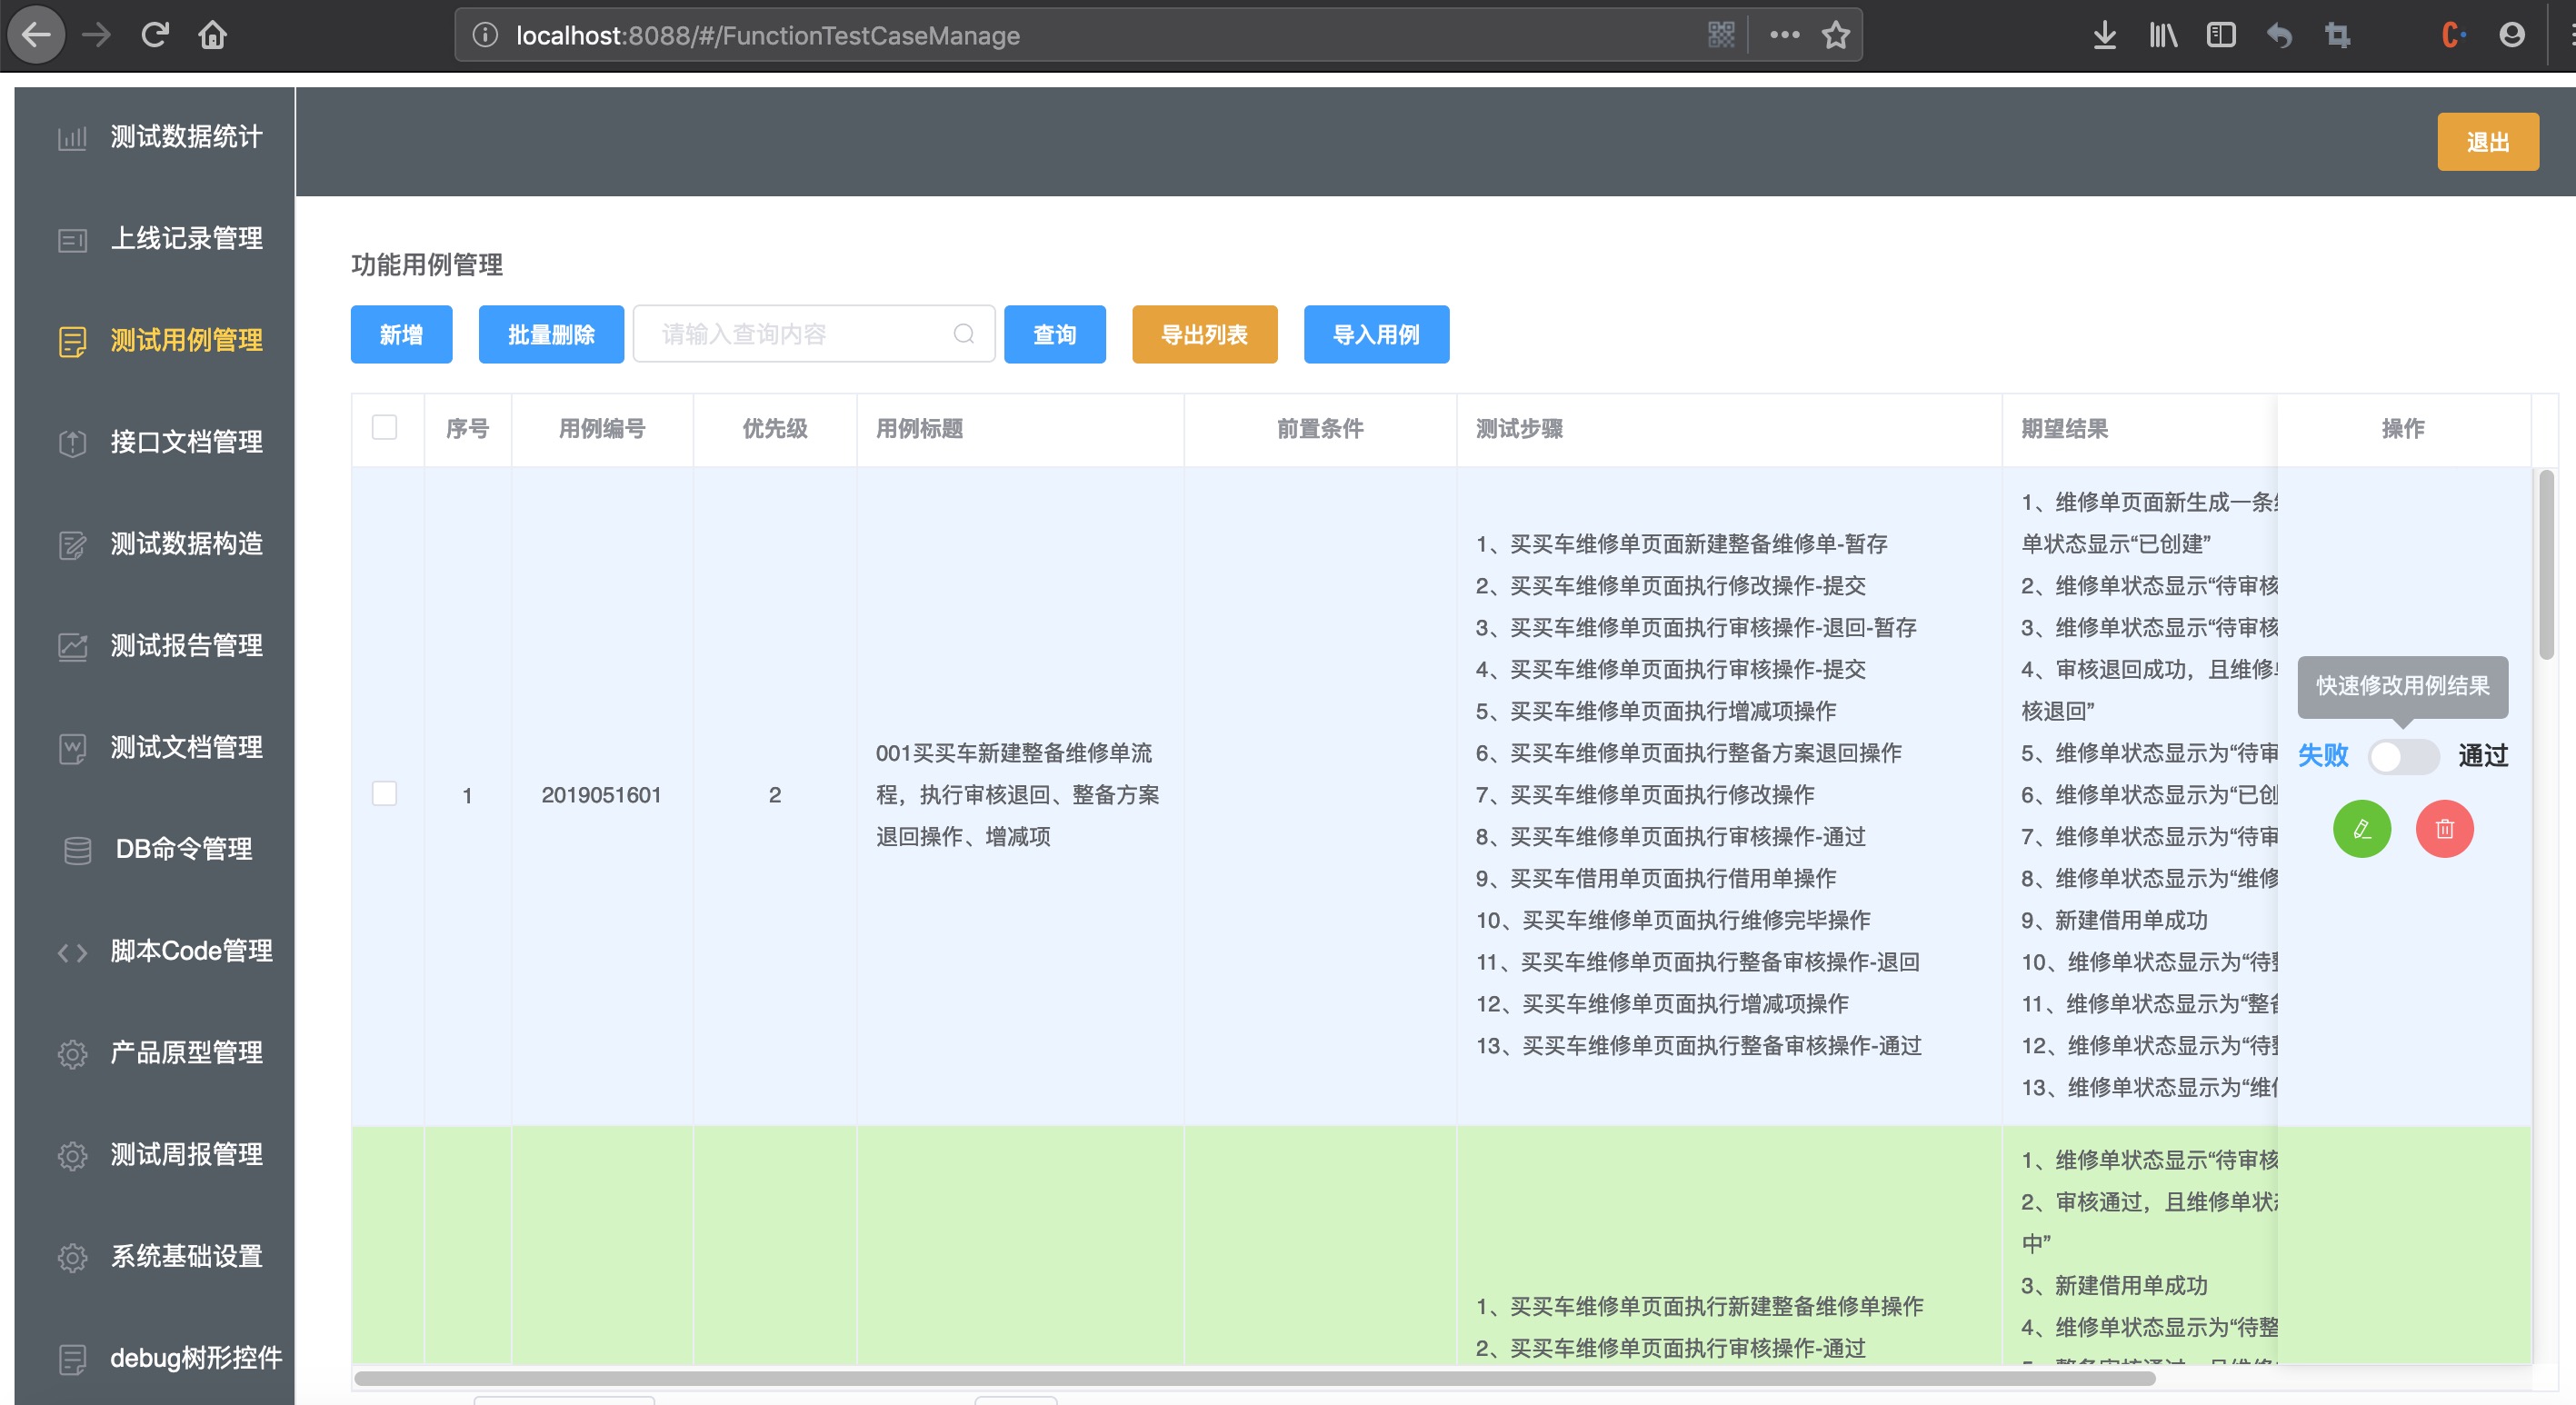 localhost:8088/#/FunctionTestCaseManage
退出
测试数据统计
上线记录管理
测试用例管理
接口文档管理
测试数据构造
测试报告管理
测试文档管理
DB命令管理
脚本Code管理
产品原型管理
测试周报管理
系统基础设置
debug树形控件
功能用例管理
新增
批量删除
请输入查询内容
查询
导出列表
导入用例
序号
用例编号
优先级
用例标题
前置条件
测试步骤
期望结果
操作
1
2019051601
2
001买买车新建整备维修单流
程，执行审核退回、整备方案
退回操作、增减项
1、买买车维修单页面新建整备维修单-暂存
2、买买车维修单页面执行修改操作-提交
3、买买车维修单页面执行审核操作-退回-暂存
4、买买车维修单页面执行审核操作-提交
5、买买车维修单页面执行增减项操作
6、买买车维修单页面执行整备方案退回操作
7、买买车维修单页面执行修改操作
8、买买车维修单页面执行审核操作-通过
9、买买车借用单页面执行借用单操作
10、买买车维修单页面执行维修完毕操作
11、买买车维修单页面执行整备审核操作-退回
12、买买车维修单页面执行增减项操作
13、买买车维修单页面执行整备审核操作-通过
1、维修单页面新生成一条
单状态显示“已创建”
2、维修单状态显示“待审核
3、维修单状态显示“待审核
4、审核退回成功，且维修
核退回”
5、维修单状态显示为“待审
6、维修单状态显示为“已创
7、维修单状态显示为“待审
8、维修单状态显示为“维修
9、新建借用单成功
10、维修单状态显示为“待整
11、维修单状态显示为“整备
12、维修单状态显示为“待整
13、维修单状态显示为“维修
快速修改用例结果
失败
通过
1、买买车维修单页面执行新建整备维修单操作
2、买买车维修单页面执行审核操作-通过
1、维修单状态显示“待审核
2、审核通过，且维修单状态
中”
3、新建借用单成功
4、维修单状态显示为“待整